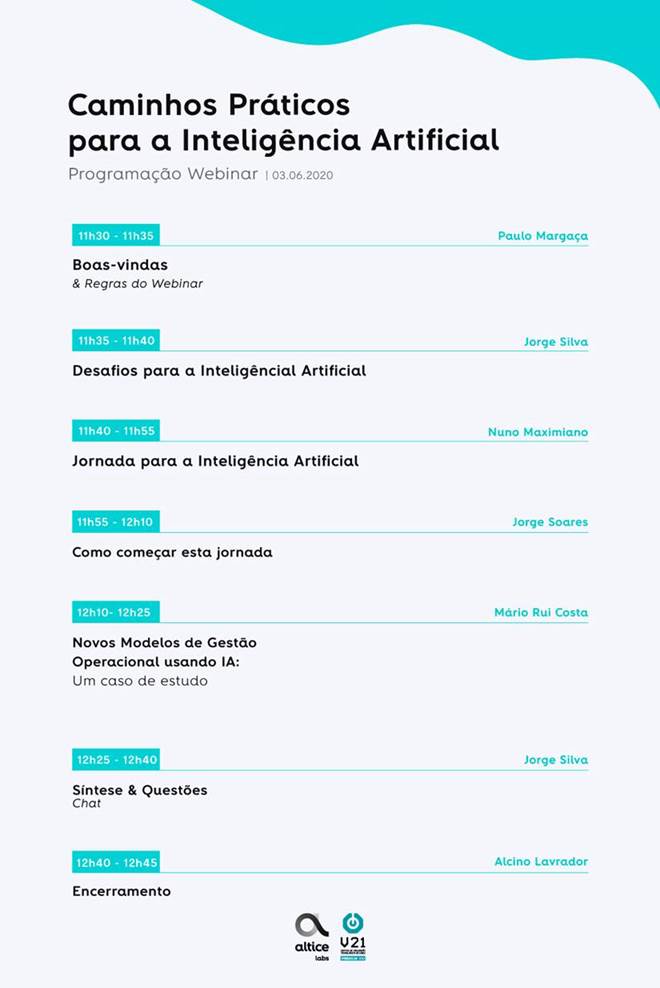 Caminhos Práticos
para a Inteligência Artificial
Programação Webinar | 03.06.2020
11h30 - 11h35
Paulo Margaça
Boas-vindas
& Regras do Webinar
11h35 - 11h40
Jorge Silva
Desafios para a Inteligêncial Artificial
11h40 - 11h55
Nuno Maximiano
Jornada para a Inteligência Artificial
11h55 - 12h10
Jorge Soares
Como começar esta jornada
12h10- 12h25
Mário Rui Costa
Novos Modelos de Gestão
Operacional usando IA:
Um caso de estudo
12h25 - 12h40
Jorge Silva
Síntese & Questões
Chat
12h40 - 12h45
Alcino Lavrador
Encerramento
altice
labs
V21